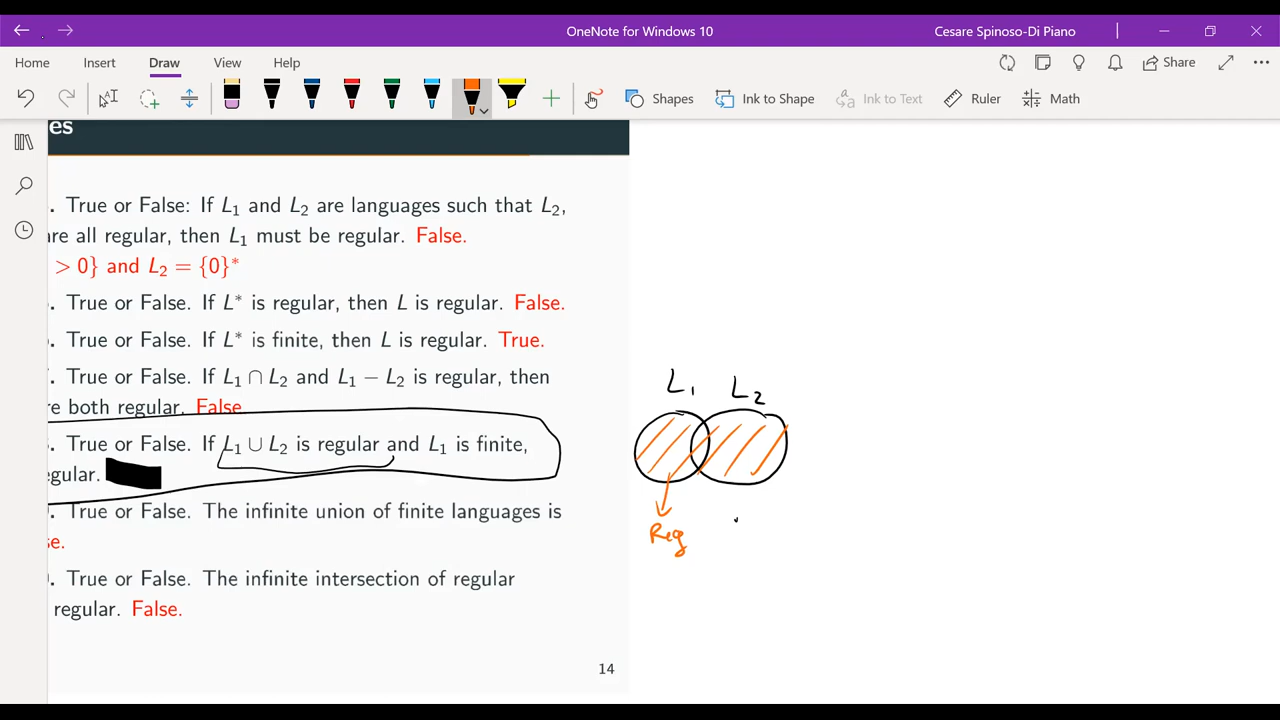 OneNote for Windows 10
Cesare Spinoso-Di Piano
Home Insert Draw View Help
Share
Shapes Ink to Shape Ink to Text Ruler Math
es
. True or False: If L₁ and L₂ are languages such that L₂,
re all regular, then L₁ must be regular. False.
> 0} and L₂ = {0}*
. True or False. If L* is regular, then L is regular. False.
. True or False. If L* is finite, then L is regular. True.
. True or False. If L₁ ∩ L₂ and L₁ − L₂ is regular, then
re both regular. False.
. True or False. If L₁ ∪ L₂ is regular and L₁ is finite,
egular.
. True or False. The infinite union of finite languages is
se.
. True or False. The infinite intersection of regular
regular. False.
14
L₁ L₂
Reg